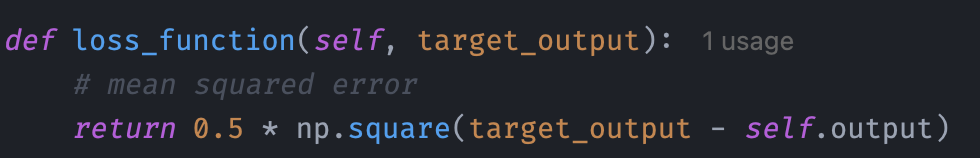 def loss_function(self, target_output):  1 usage
    # mean squared error
    return 0.5 * np.square(target_output - self.output)